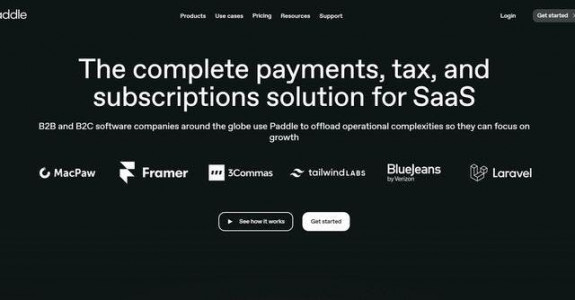 addle
Products Use cases Pricing Resources Support Login Get started
The complete payments, tax, and
subscriptions solution for SaaS
B2B and B2C software companies around the globe use Paddle to offload operational complexities so they can focus on
growth
MacPaw Framer 3Commas tailwind LABS BlueJeans by Verizon Laravel
See how it works Get started